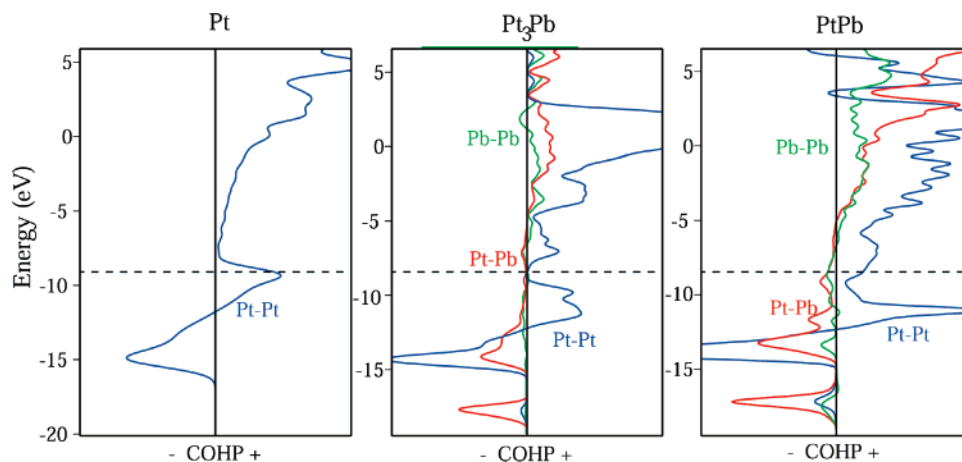 Pt
Pt3Pb
PtPb
Energy (eV)
5
0
-5
-10
-15
-20
Pt-Pt
- COHP +
5
0
-5
-10
-15
Pb-Pb
Pt-Pb
Pt-Pt
- COHP +
5
0
-5
-10
-15
Pb-Pb
Pt-Pb
Pt-Pt
- COHP +